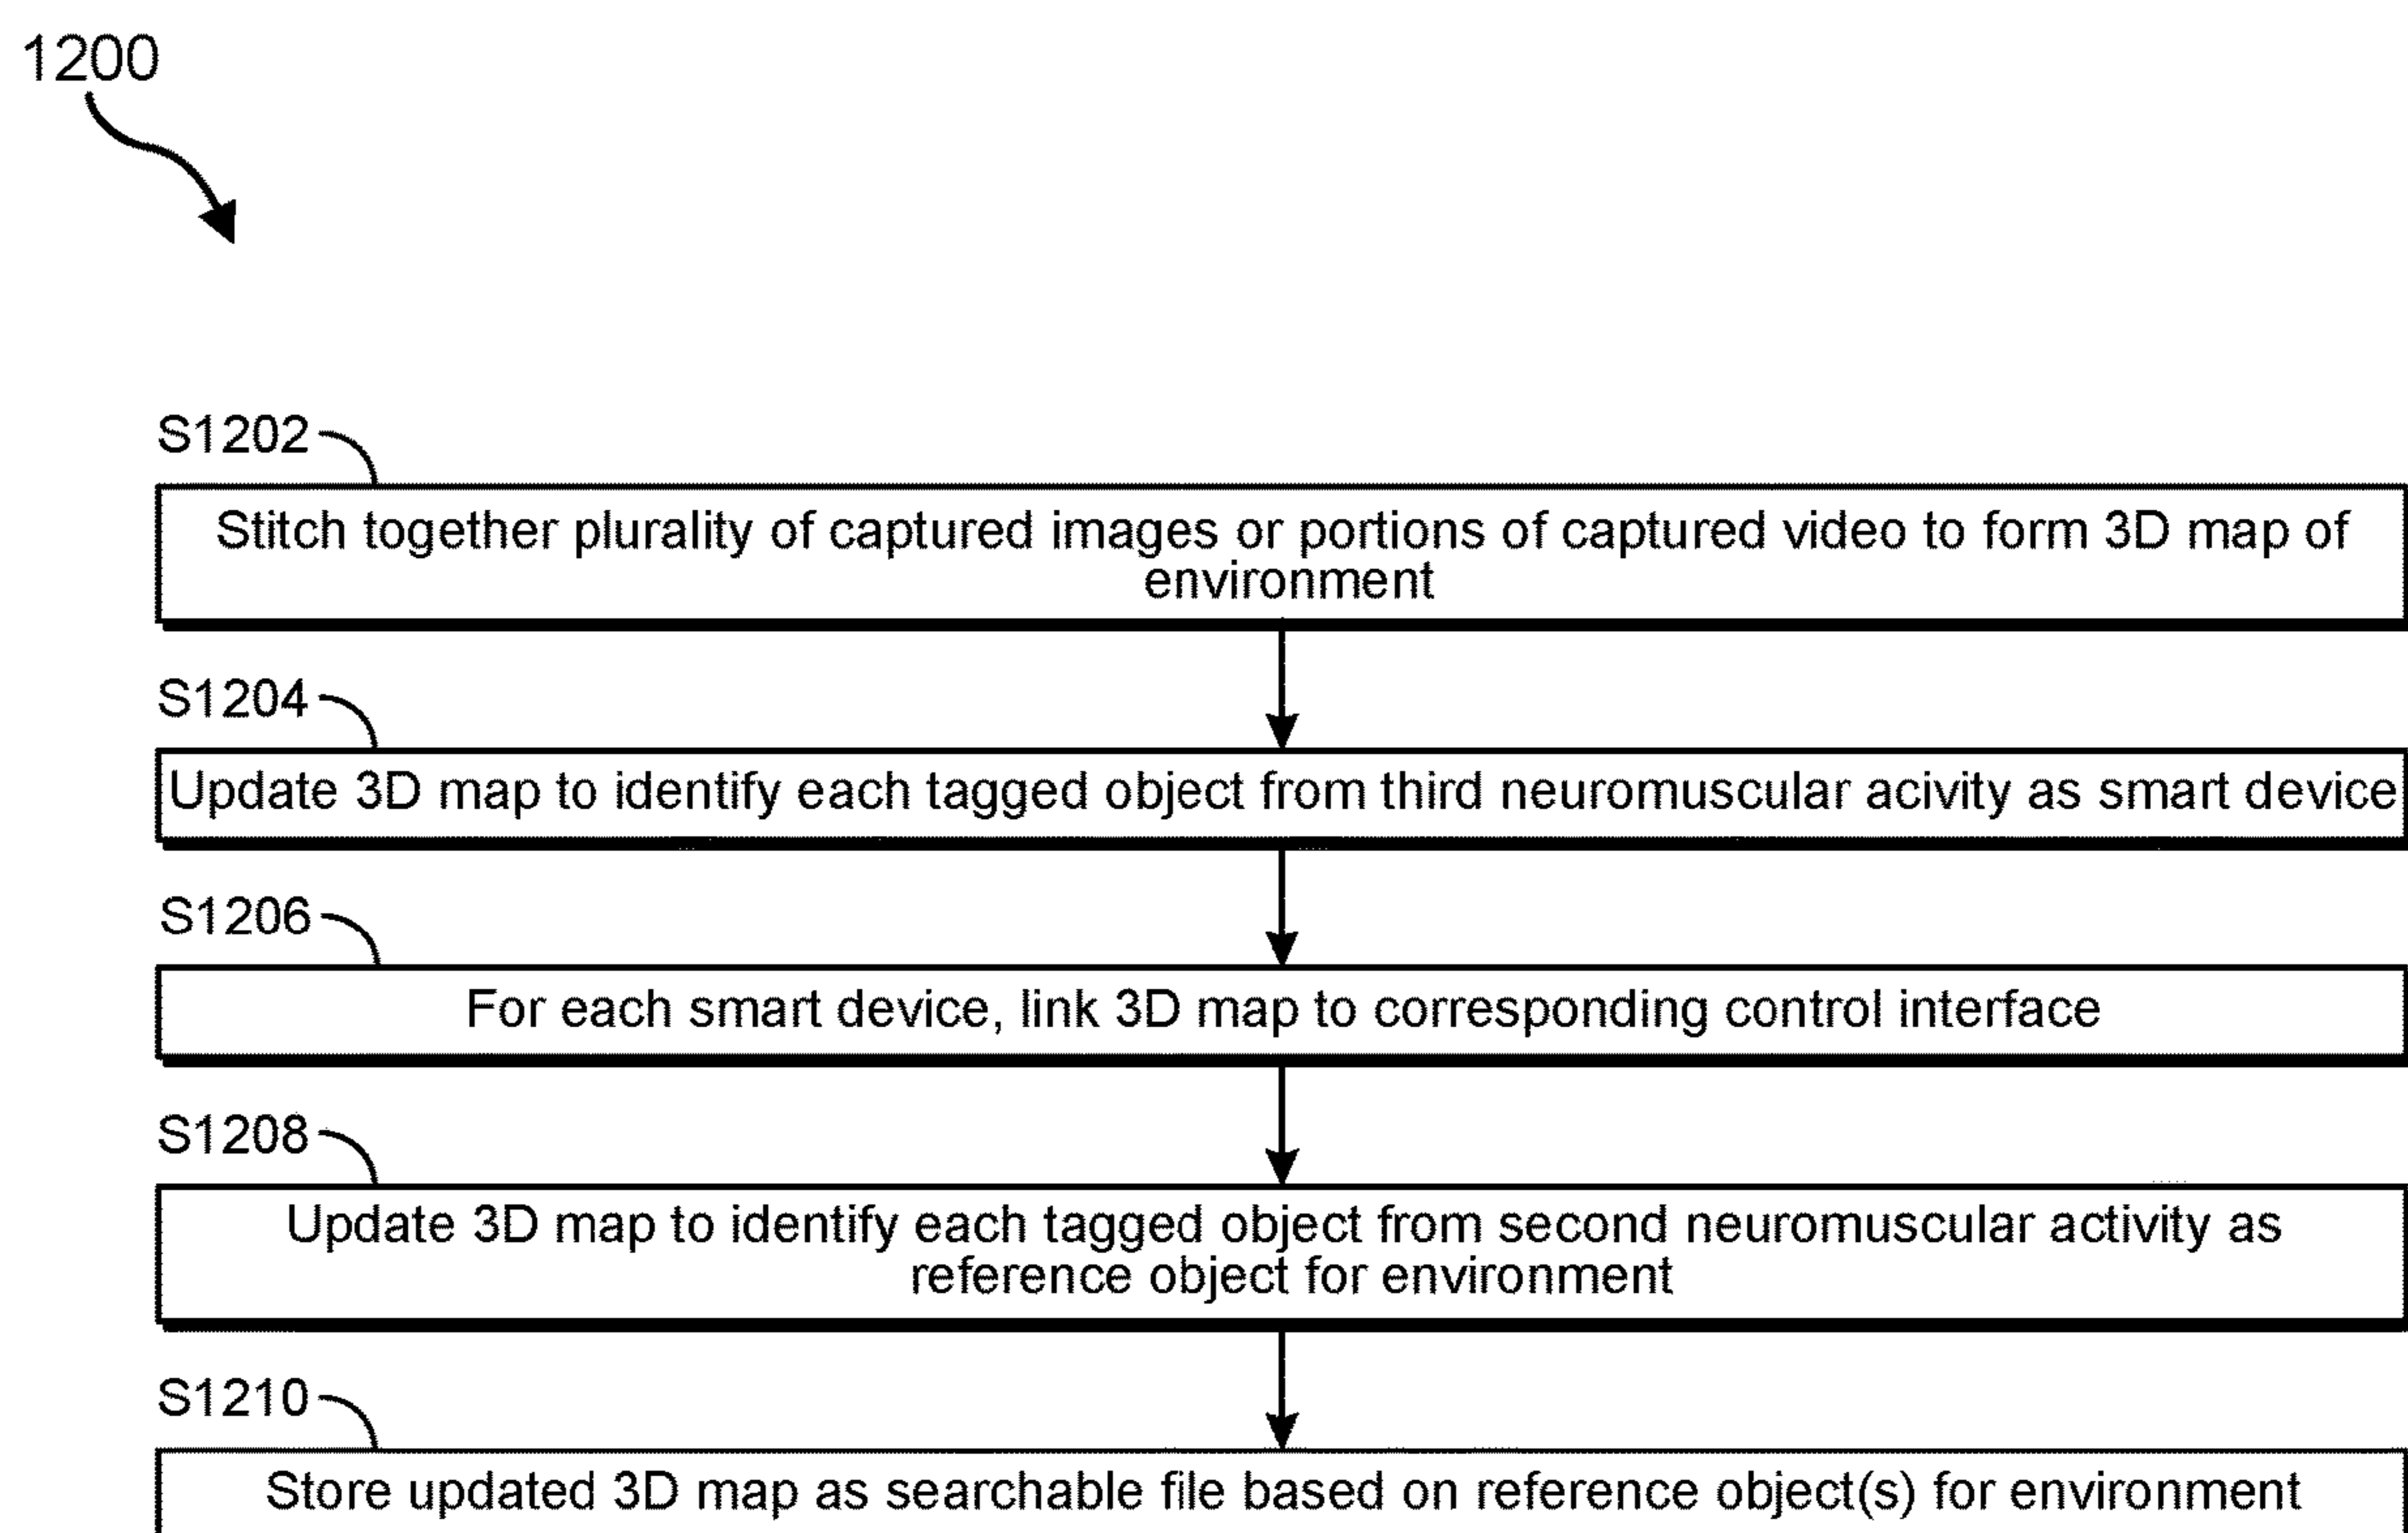 1200
S1202
Stitch together plurality of captured images or portions of captured video to form 3D map of
environment
S1204
Update 3D map to identify each tagged object from third neuromuscular acivity as smart device
S1206
For each smart device, link 3D map to corresponding control interface
S1208
Update 3D map to identify each tagged object from second neuromuscular activity as
reference object for environment
S1210
Store updated 3D map as searchable file based on reference object(s) for environment